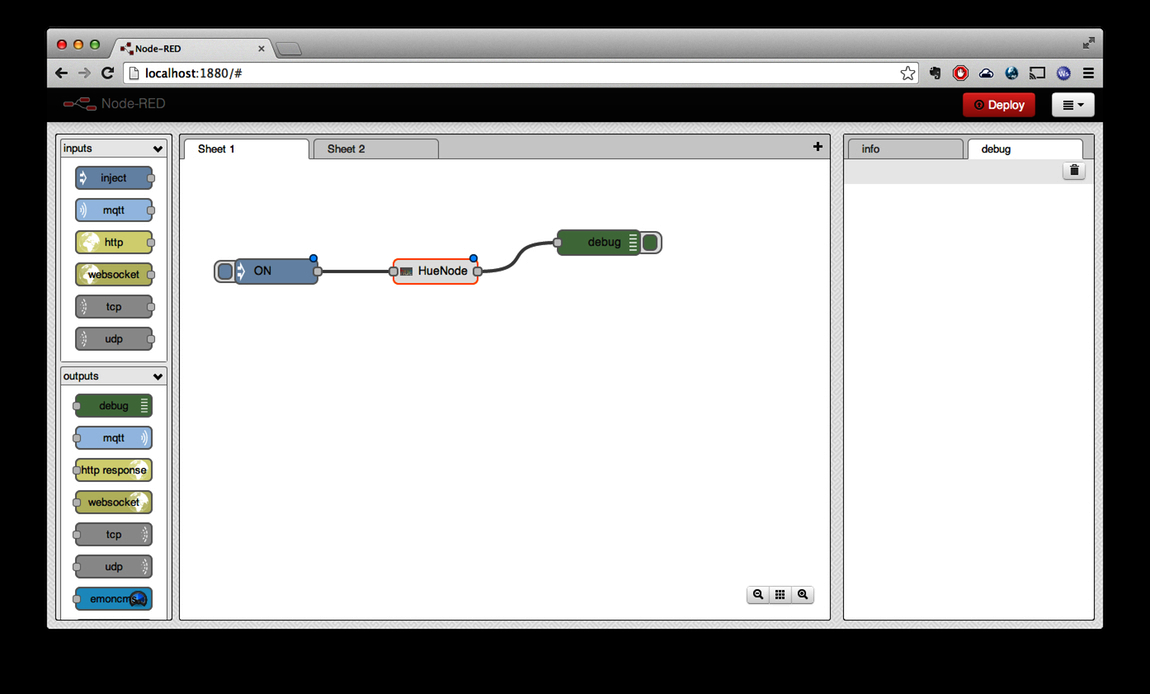 Node-RED
localhost:1880/#
Ws
Node-RED
Deploy
inputs
inject
mqtt
http
websocket
tcp
udp
outputs
debug
mqtt
http response
websocket
tcp
udp
emoncms
Sheet 1
Sheet 2
ON
HueNode
debug
info
debug